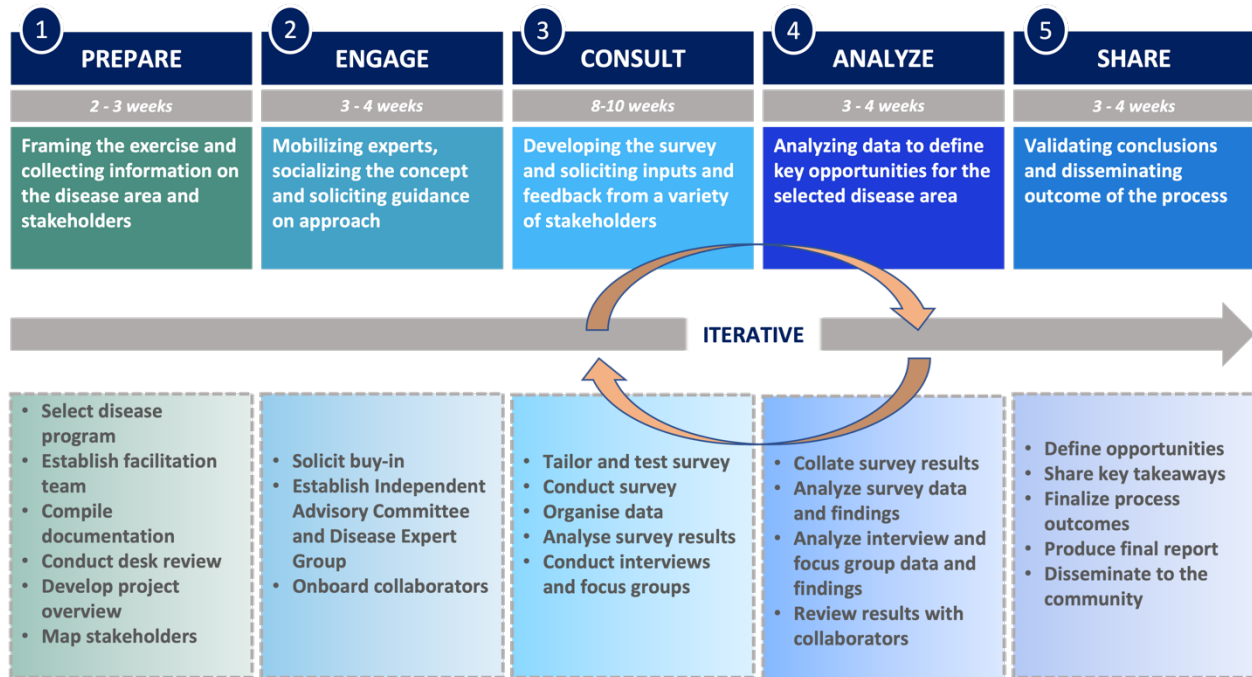 1
PREPARE
2 - 3 weeks
Framing the exercise and
collecting information on
the disease area and
stakeholders
2
ENGAGE
3 - 4 weeks
Mobilizing experts,
socializing the concept
and soliciting guidance
on approach
3
CONSULT
8-10 weeks
Developing the survey
and soliciting inputs and
feedback from a variety
of stakeholders
4
ANALYZE
3 - 4 weeks
Analyzing data to define
key opportunities for the
selected disease area
5
SHARE
3 - 4 weeks
Validating conclusions
and disseminating
outcome of the process
ITERATIVE
• Select disease
program
• Establish facilitation
team
• Compile
documentation
• Conduct desk review
• Develop project
overview
• Map stakeholders
• Solicit buy-in
• Establish Independent
Advisory Committee
and Disease Expert
Group
• Onboard collaborators
• Tailor and test survey
• Conduct survey
• Organise data
• Analyse survey results
• Conduct interviews
and focus groups
• Collate survey results
• Analyze survey data
and findings
• Analyze interview and
focus group data and
findings
• Review results with
collaborators
• Define opportunities
• Share key takeaways
• Finalize process
outcomes
• Produce final report
• Disseminate to the
community